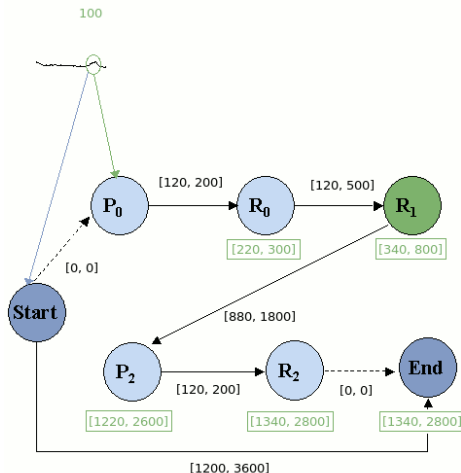 100
[120, 200]
[120, 500]
P0
R0
R1
[220, 300]
[340, 800]
[0, 0]
Start
[880, 1800]
P2
R2
End
[120, 200]
[0, 0]
[1220, 2600]
[1340, 2800]
[1340, 2800]
[1200, 3600]